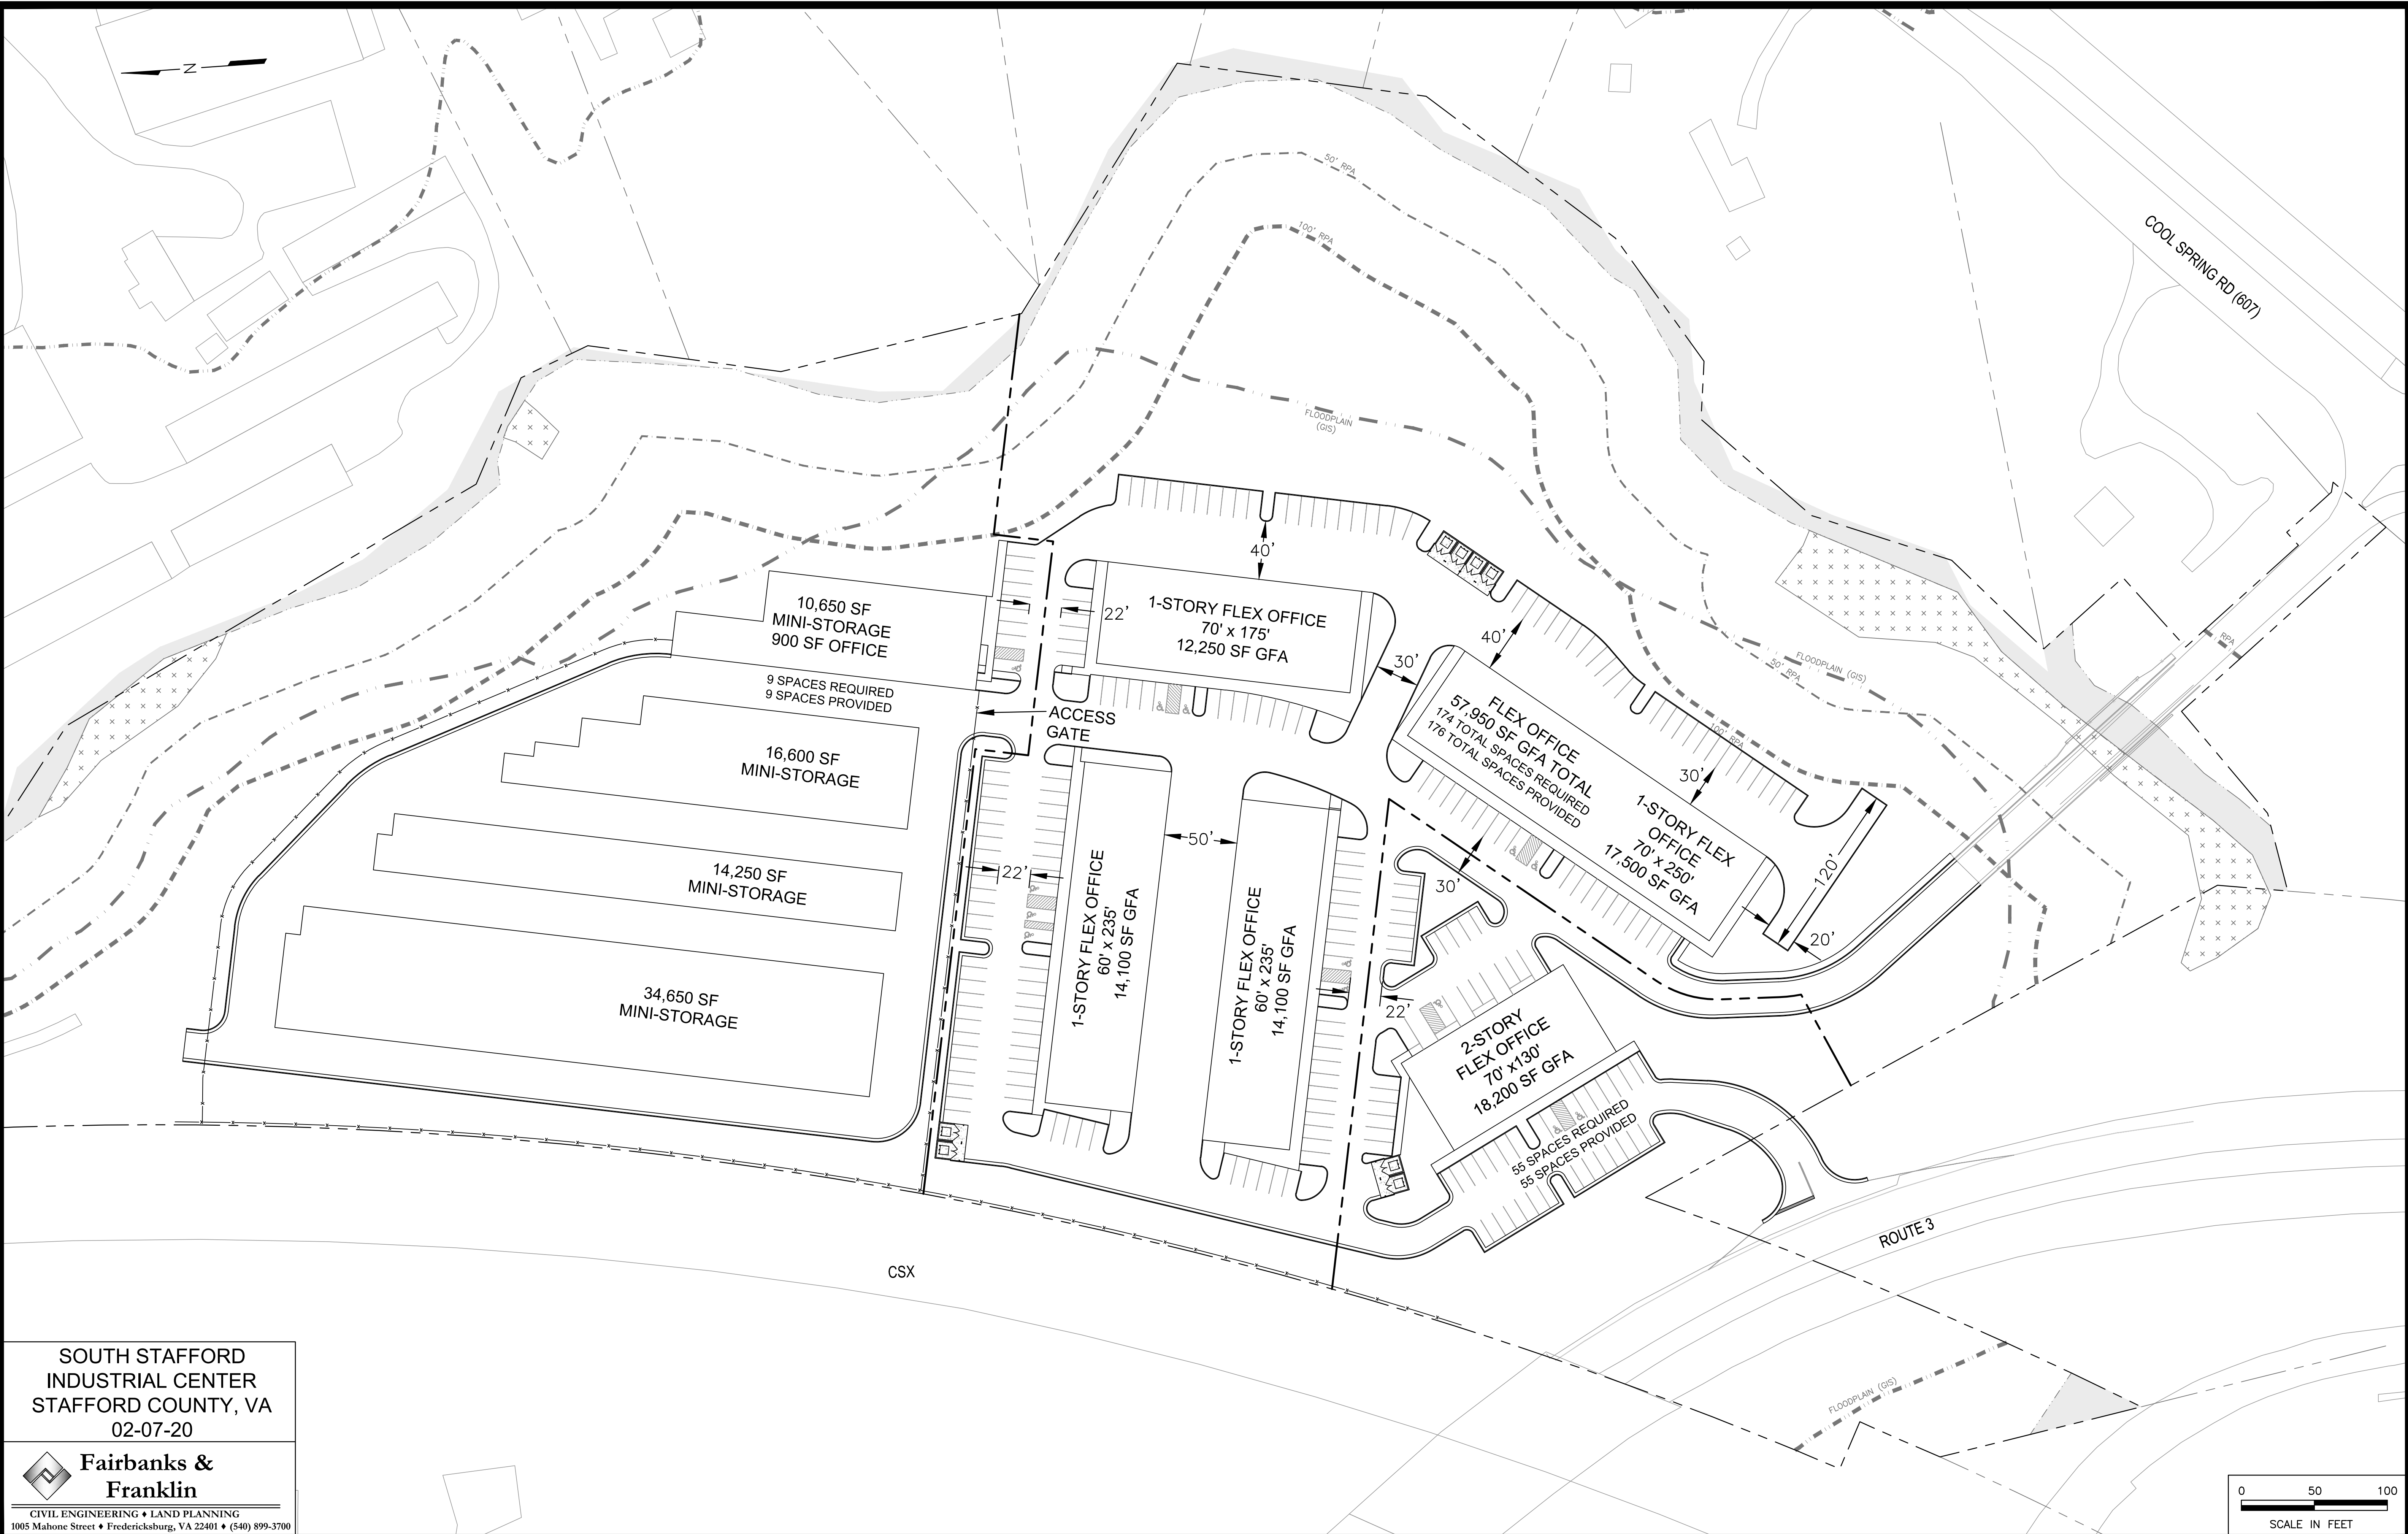 N
50' RPA
100' RPA
COOL SPRING RD (607)
FLOODPLAIN
(GIS)
10,650 SF
MINI-STORAGE
900 SF OFFICE
9 SPACES REQUIRED
9 SPACES PROVIDED
16,600 SF
MINI-STORAGE
14,250 SF
MINI-STORAGE
34,650 SF
MINI-STORAGE
ACCESS
GATE
22'
40'
1-STORY FLEX OFFICE
70' x 175'
12,250 SF GFA
30'
40'
FLEX OFFICE
57,950 SF GFA TOTAL
174 TOTAL SPACES REQUIRED
176 TOTAL SPACES PROVIDED
30'
1-STORY FLEX
OFFICE
70' x 250'
17,500 SF GFA
120'
20'
100' RPA
50' RPA
FLOODPLAIN (GIS)
RPA
22'
1-STORY FLEX OFFICE
60' x 235'
14,100 SF GFA
50'
1-STORY FLEX OFFICE
60' x 235'
14,100 SF GFA
30'
22'
2-STORY
FLEX OFFICE
70' x130'
18,200 SF GFA
55 SPACES REQUIRED
55 SPACES PROVIDED
CSX
ROUTE 3
FLOODPLAIN (GIS)
SOUTH STAFFORD
INDUSTRIAL CENTER
STAFFORD COUNTY, VA
02-07-20
Fairbanks &
Franklin
CIVIL ENGINEERING ♦ LAND PLANNING
1005 Mahone Street ♦ Fredericksburg, VA 22401 ♦ (540) 899-3700
0 50 100
SCALE IN FEET